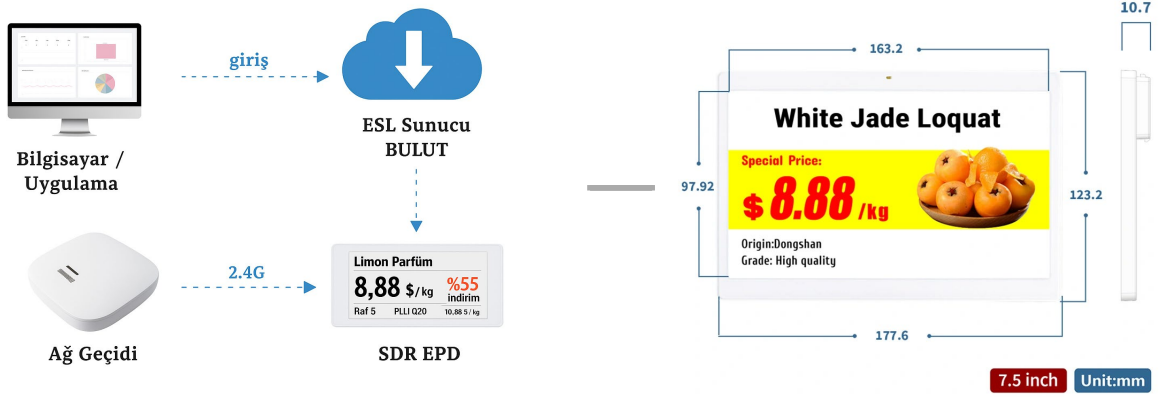 giriş
ESL Sunucu
BULUT
Bilgisayar /
Uygulama
2.4G
Limon Parfüm
8,88 $/kg
%55
indirim
Raf 5 PLLI Q20 10,88 5 / kg
Ağ Geçidi
SDR EPD
10.7
163.2
White Jade Loquat
Special Price:
$ 8.88 /kg
97.92
123.2
Origin:Dongshan
Grade: High quality
177.6
7.5 inch
Unit:mm